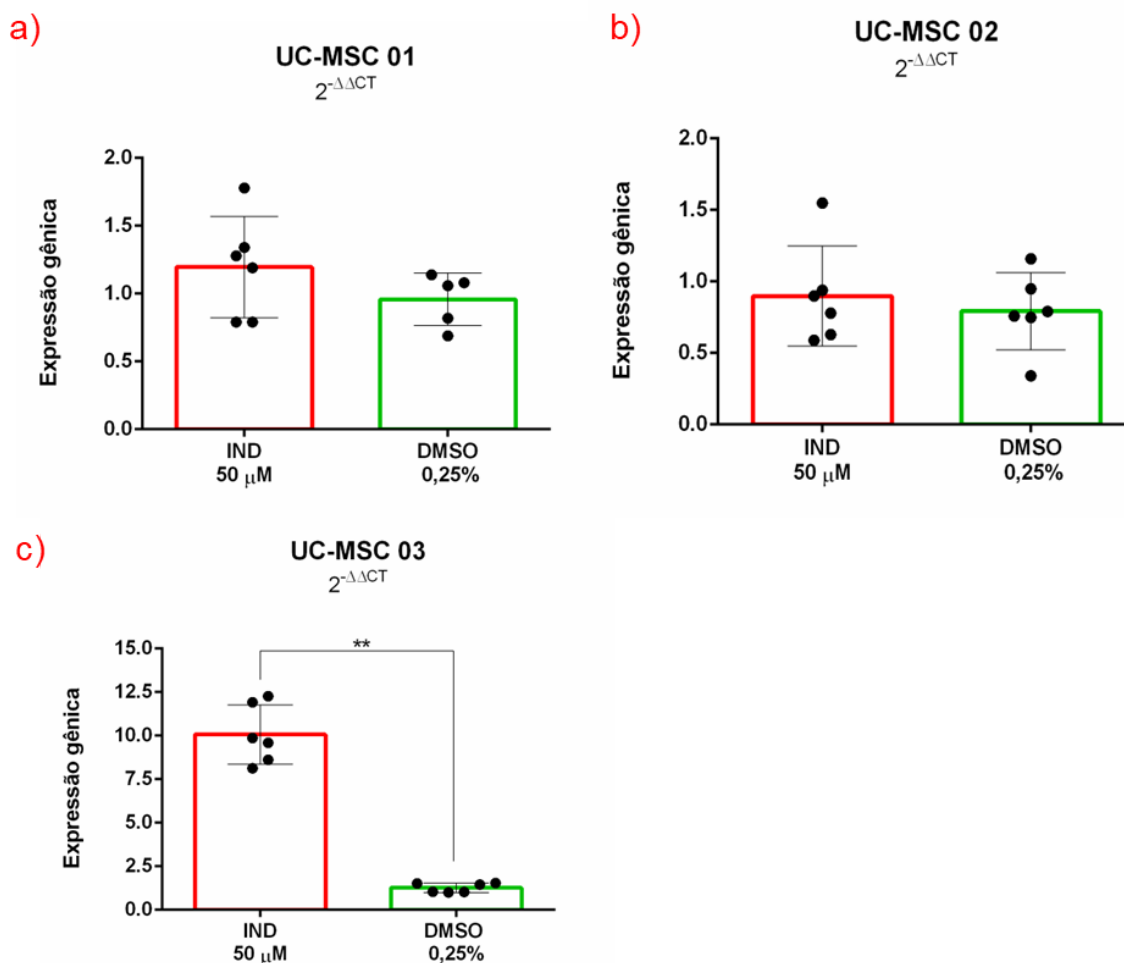 a)
UC-MSC 01
2^-ΔΔCT
Expressão gênica
2.0
1.5
1.0
0.5
0.0
IND
50 μM
DMSO
0,25%
b)
UC-MSC 02
2^-ΔΔCT
Expressão gênica
2.0
1.5
1.0
0.5
0.0
IND
50 μM
DMSO
0,25%
c)
UC-MSC 03
2^-ΔΔCT
Expressão gênica
15.0
12.5
10.0
7.5
5.0
2.5
0.0
**
IND
50 μM
DMSO
0,25%